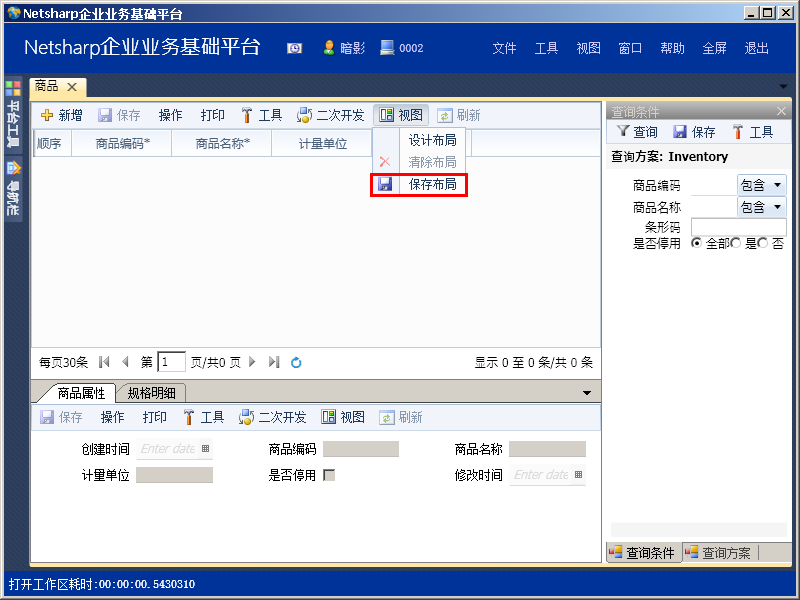 Netsharp企业业务基础平台
Netsharp企业业务基础平台 暗影 0002 文件 工具 视图 窗口 帮助 全屏 退出
平台工具
导航栏
商品
新增 保存 操作 打印 工具 二次开发 视图 刷新
顺序 商品编码* 商品名称* 计量单位
设计布局
清除布局
保存布局
每页30条 第 1 页/共0 页 显示 0 至 0 条/共 0 条
商品属性 规格明细
保存 操作 打印 工具 二次开发 视图 刷新
创建时间 Enter date 商品编码 商品名称
计量单位 是否停用 修改时间 Enter date
查询条件
查询 保存 工具
查询方案: Inventory
商品编码 包含
商品名称 包含
条形码
是否停用 全部 是 否
查询条件 查询方案
打开工作区耗时:00:00:00.5430310